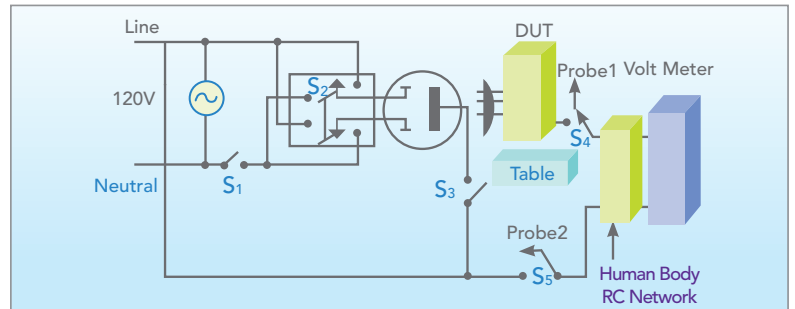 Line
DUT
Probe1
Volt Meter
120V
S2
S4
Neutral
S1
S3
Table
Probe2
S5
Human Body
RC Network